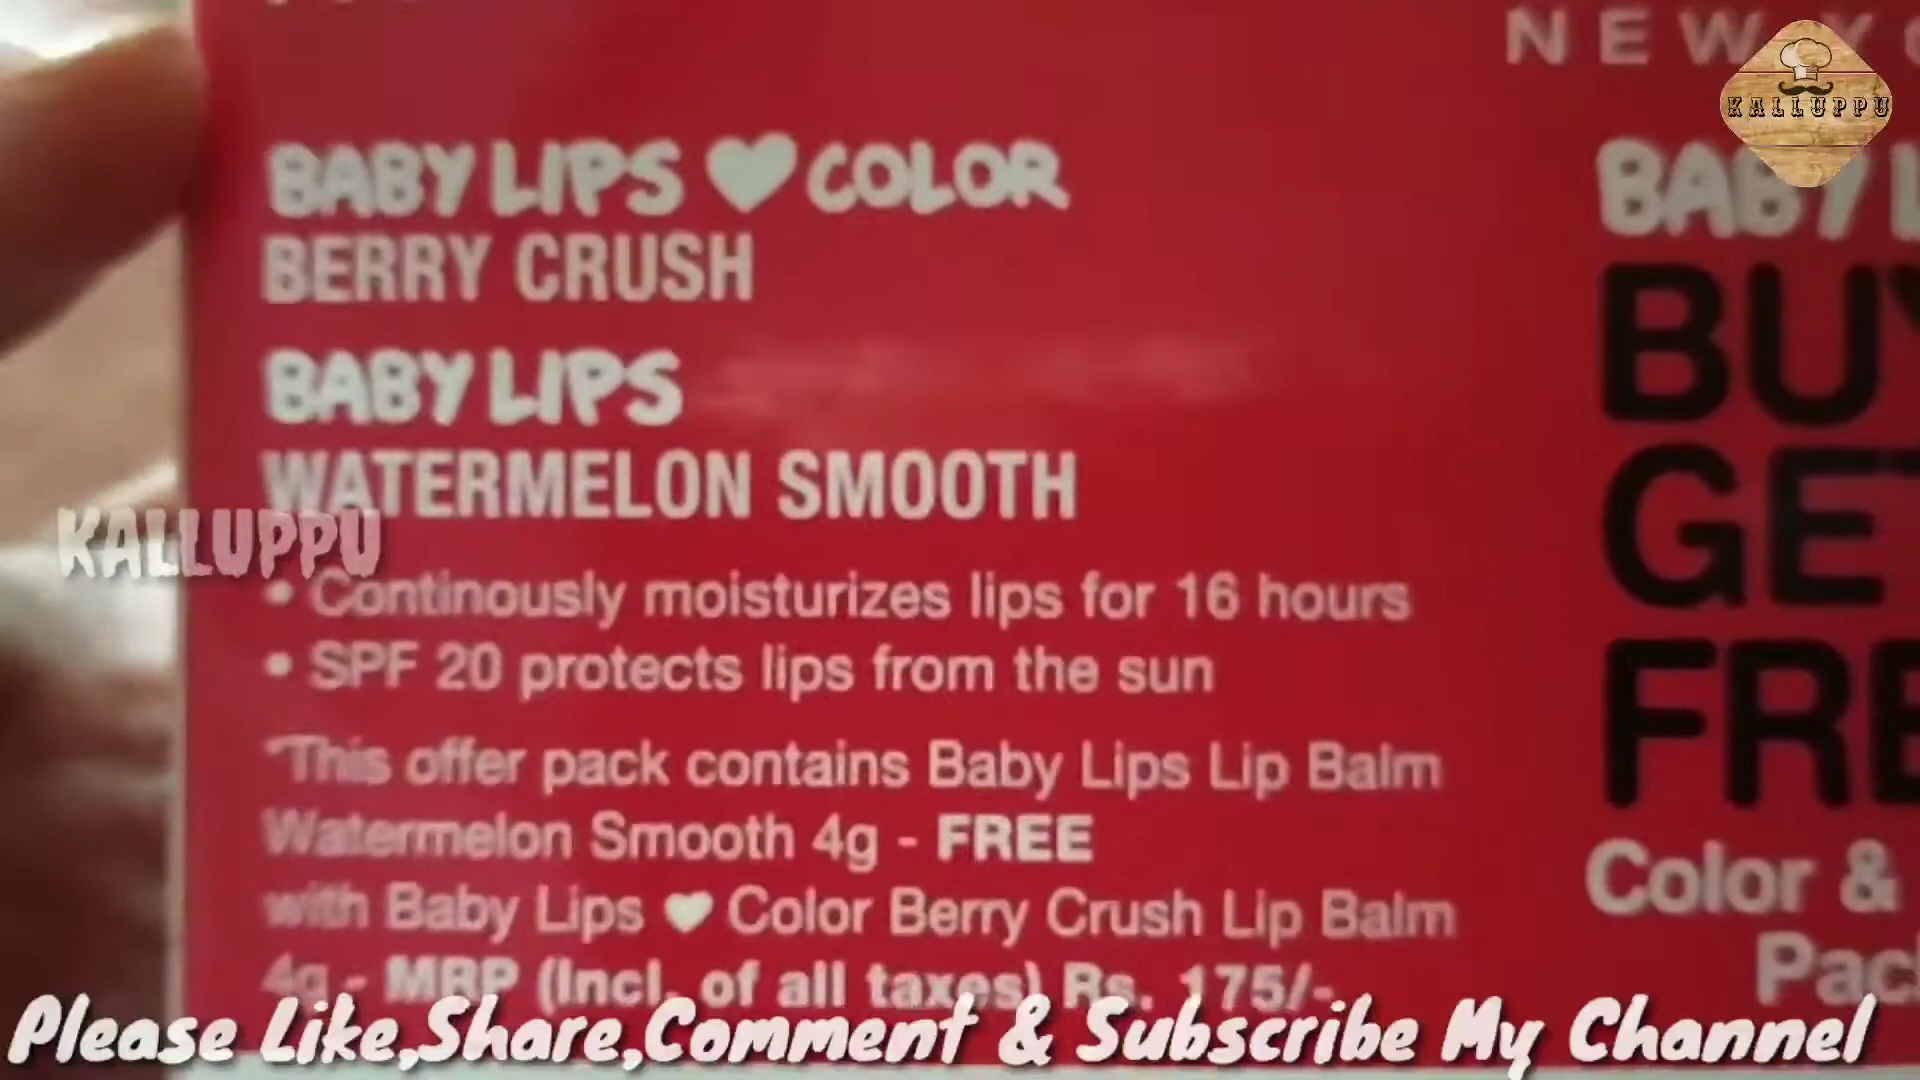 NEW
KALLUPPU
BABY LIPS ♥ COLOR
BERRY CRUSH
BABY LIPS
WATERMELON SMOOTH
KALLUPPU
• Continously moisturizes lips for 16 hours
• SPF 20 protects lips from the sun
*This offer pack contains Baby Lips Lip Balm
Watermelon Smooth 4g - FREE
with Baby Lips ♥ Color Berry Crush Lip Balm
4g - MRP (Incl. of all taxes) Rs. 175/-
BABY L
BUY
GET
FRE
Color &
Pac
Please Like,Share,Comment & Subscribe My Channel